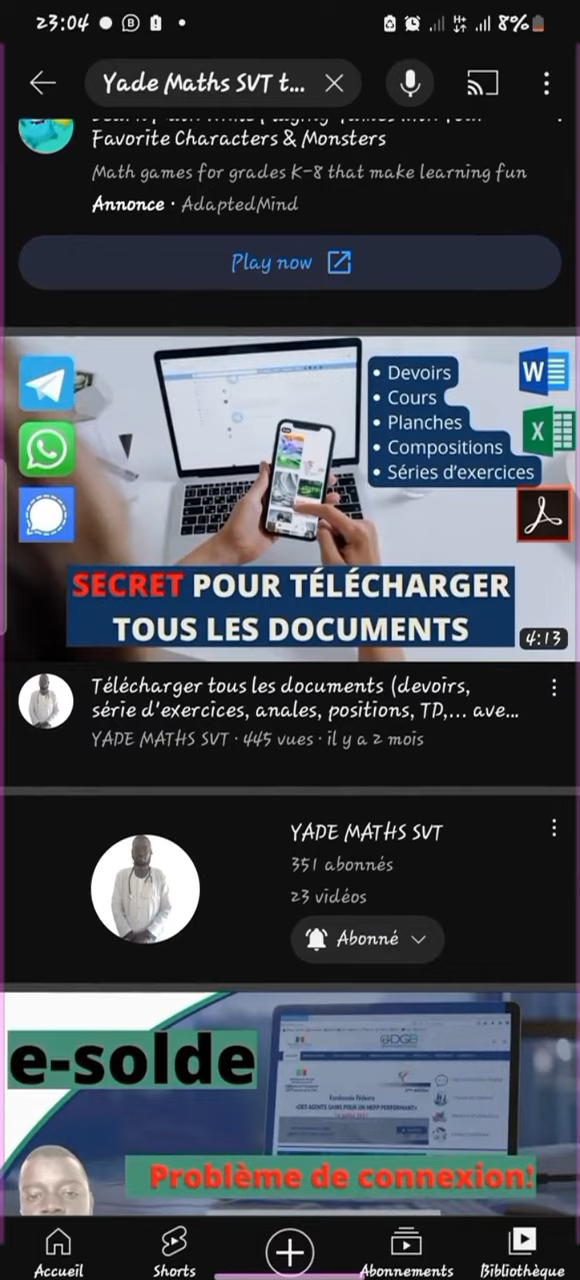 23:04
8%
Yade Maths SVT t...
Favorite Characters & Monsters
Math games for grades K-8 that make learning fun
Annonce · AdaptedMind
Play now
• Devoirs
• Cours
• Planches
• Compositions
• Séries d'exercices
SECRET POUR TÉLÉCHARGER
TOUS LES DOCUMENTS
4:13
Télécharger tous les documents (devoirs,
série d'exercices, anales, positions, TD,... ave...
YADE MATHS SVT · 445 vues · il y a 2 mois
YADE MATHS SVT
351 abonnés
23 vidéos
Abonné
e-solde
DGB
Problème de connexion!
Accueil
Shorts
Abonnements
Bibliothèque